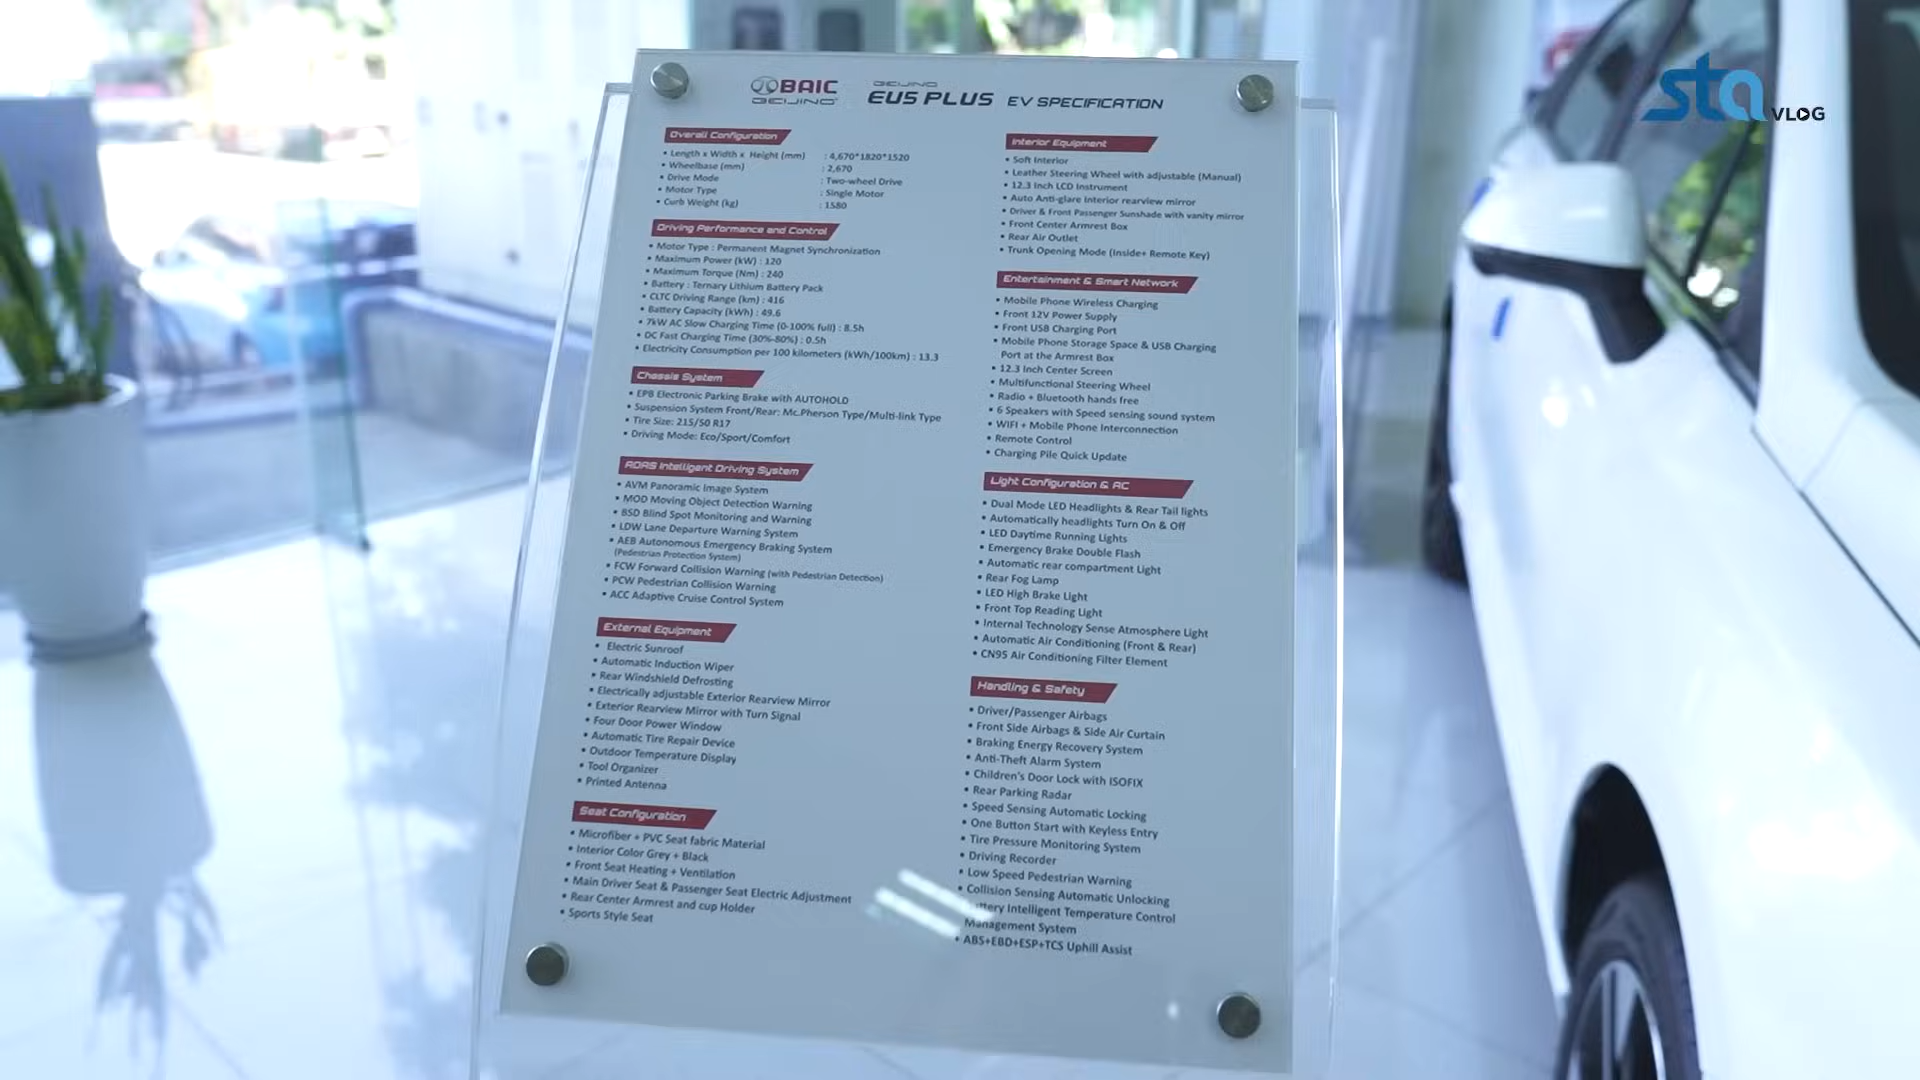 BAIC
BEIJING
BEIJING
EU5 PLUS EV SPECIFICATION
Overall Configuration
• Length x Width x Height (mm) : 4,670*1820*1520
• Wheelbase (mm) : 2,670
• Drive Mode : Two-wheel Drive
• Motor Type : Single Motor
• Curb Weight (kg) : 1580
Driving Performance and Control
• Motor Type : Permanent Magnet Synchronization
• Maximum Power (kW) : 120
• Maximum Torque (Nm) : 240
• Battery : Ternary Lithium Battery Pack
• CLTC Driving Range (km) : 416
• Battery Capacity (kWh) : 49.6
• 7kW AC Slow Charging Time (0-100% full) : 8.5h
• DC Fast Charging Time (30%-80%) : 0.5h
• Electricity Consumption per 100 kilometers (kWh/100km) : 13.3
Chassis System
• EPB Electronic Parking Brake with AUTOHOLD
• Suspension System Front/Rear: Mc.Pherson Type/Multi-link Type
• Tire Size: 215/50 R17
• Driving Mode: Eco/Sport/Comfort
ADAS Intelligent Driving System
• AVM Panoramic Image System
• MOD Moving Object Detection Warning
• BSD Blind Spot Monitoring and Warning
• LDW Lane Departure Warning System
• AEB Autonomous Emergency Braking System
(Pedestrian Protection System)
• FCW Forward Collision Warning (with Pedestrian Detection)
• PCW Pedestrian Collision Warning
• ACC Adaptive Cruise Control System
External Equipment
• Electric Sunroof
• Automatic Induction Wiper
• Rear Windshield Defrosting
• Electrically adjustable Exterior Rearview Mirror
• Exterior Rearview Mirror with Turn Signal
• Four Door Power Window
• Automatic Tire Repair Device
• Outdoor Temperature Display
• Tool Organizer
• Printed Antenna
Seat Configuration
• Microfiber + PVC Seat fabric Material
• Interior Color Grey + Black
• Front Seat Heating + Ventilation
• Main Driver Seat & Passenger Seat Electric Adjustment
• Rear Center Armrest and cup Holder
• Sports Style Seat
Interior Equipment
• Soft Interior
• Leather Steering Wheel with adjustable (Manual)
• 12.3 Inch LCD Instrument
• Auto Anti-glare Interior rearview mirror
• Driver & Front Passenger Sunshade with vanity mirror
• Front Center Armrest Box
• Rear Air Outlet
• Trunk Opening Mode (Inside+ Remote Key)
Entertainment & Smart Network
• Mobile Phone Wireless Charging
• Front 12V Power Supply
• Front USB Charging Port
• Mobile Phone Storage Space & USB Charging
Port at the Armrest Box
• 12.3 Inch Center Screen
• Multifunctional Steering Wheel
• Radio + Bluetooth hands free
• 6 Speakers with Speed sensing sound system
• WIFI + Mobile Phone Interconnection
• Remote Control
• Charging Pile Quick Update
Light Configuration & AC
• Dual Mode LED Headlights & Rear Tail lights
• Automatically headlights Turn On & Off
• LED Daytime Running Lights
• Emergency Brake Double Flash
• Automatic rear compartment Light
• Rear Fog Lamp
• LED High Brake Light
• Front Top Reading Light
• Internal Technology Sense Atmosphere Light
• Automatic Air Conditioning (Front & Rear)
• CN95 Air Conditioning Filter Element
Handling & Safety
• Driver/Passenger Airbags
• Front Side Airbags & Side Air Curtain
• Braking Energy Recovery System
• Anti-Theft Alarm System
• Children's Door Lock with ISOFIX
• Rear Parking Radar
• Speed Sensing Automatic Locking
• One Button Start with Keyless Entry
• Tire Pressure Monitoring System
• Driving Recorder
• Low Speed Pedestrian Warning
• Collision Sensing Automatic Unlocking
Intelligent Temperature Control
Management System
• ABS+EBD+ESP+TCS Uphill Assist
sta VLOG